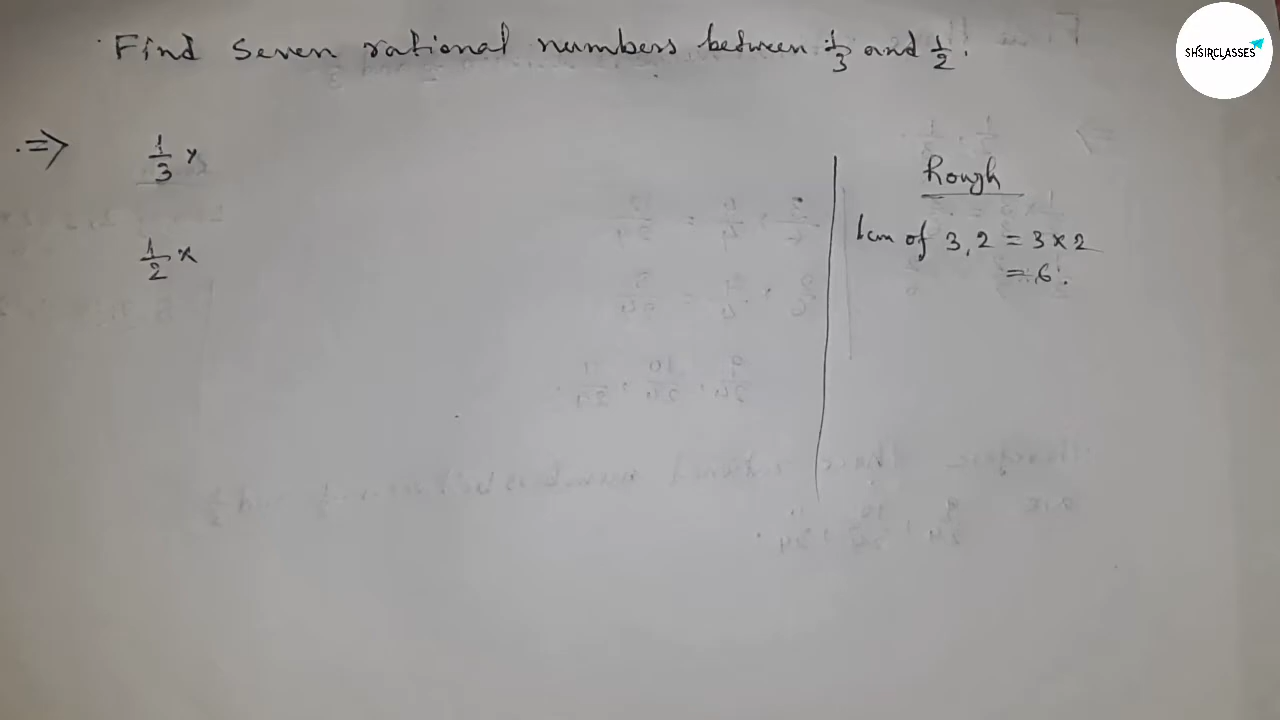 Find seven rational numbers between 1/3 and 1/2.
SHSIRCLASSES
=> 1/3 ×
1/2 ×
Rough
lcm of 3, 2 = 3 × 2
= 6.